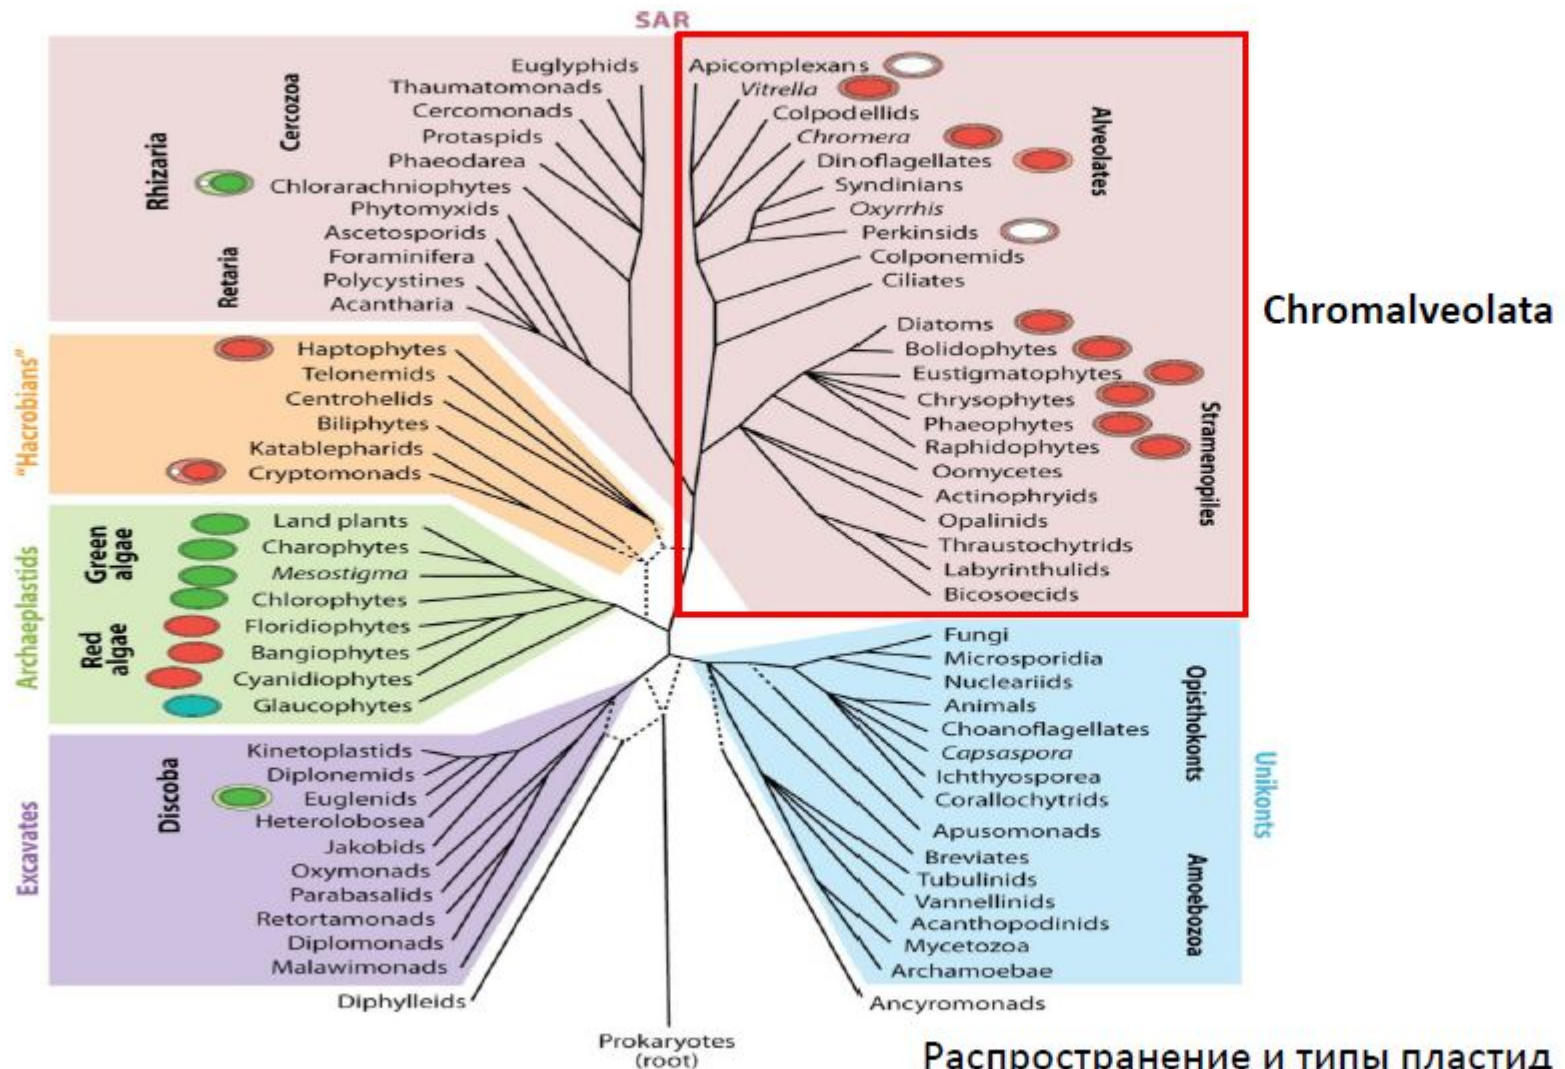 SAR
Rhizaria
Cercozoa
Retaria
Euglyphids
Thaumatomonads
Cercomonads
Protaspids
Phaeodarea
Chlorarachniophytes
Phytomyxids
Ascetosporids
Foraminifera
Polycystines
Acantharia
Apicomplexans
Vitrella
Colpodellids
Chromera
Dinoflagellates
Syndinians
Oxyrrhis
Perkinsids
Colponemids
Ciliates
Alveolates
Diatoms
Bolidophytes
Eustigmatophytes
Chrysophytes
Phaeophytes
Raphidophytes
Oomycetes
Actinophryids
Opalinids
Thraustochytrids
Labyrinthulids
Bicosoecids
Stramenopiles
Chromalveolata
"Hacrobians"
Haptophytes
Telonemids
Centrohelids
Biliphytes
Katablepharids
Cryptomonads
Archaeplastids
Green
algae
Red
algae
Land plants
Charophytes
Mesostigma
Chlorophytes
Floridiophytes
Bangiophytes
Cyanidiophytes
Glaucophytes
Excavates
Discoba
Kinetoplastids
Diplonemids
Euglenids
Heterolobosea
Jakobids
Oxymonads
Parabasalids
Retortamonads
Diplomonads
Malawimonads
Diphylleids
Prokaryotes
(root)
Fungi
Microsporidia
Nucleariids
Animals
Choanoflagellates
Capsaspora
Ichthyosporea
Corallochytrids
Apusomonads
Breviates
Tubulinids
Vannellinids
Acanthopodinids
Mycetozoa
Archamoebae
Ancyromonads
Opisthokonts
Amoebozoa
Unikonts
Распространение и типы пластид